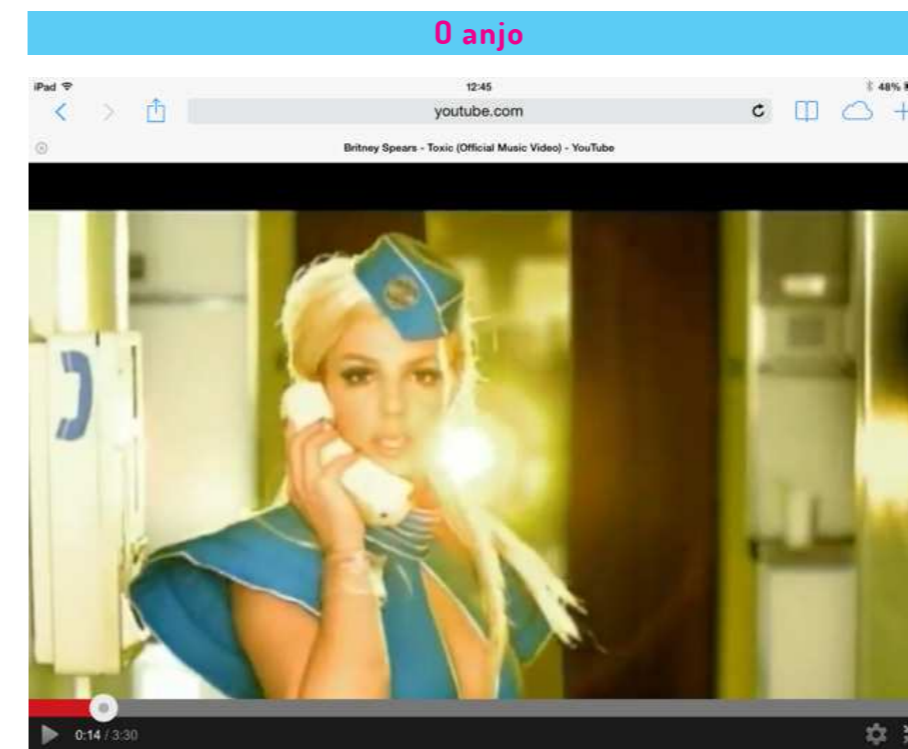 O anjo
iPad 12:45 48%
youtube.com
Britney Spears - Toxic (Official Music Video) - YouTube
0:14 / 3:30